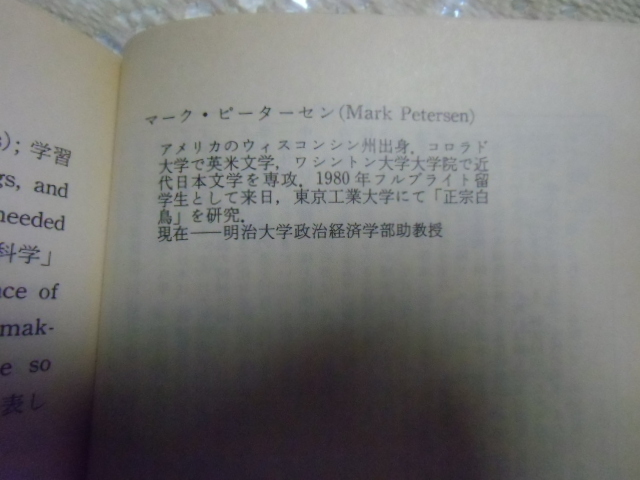 s); 学習
gs, and
needed
科学」
nce of
mak-
e so
表し
マーク・ピーターセン(Mark Petersen)
アメリカのウィスコンシン州出身．コロラド
大学で英米文学，ワシントン大学大学院で近
代日本文学を専攻．1980年フルブライト留
学生として来日，東京工業大学にて「正宗白
鳥」を研究．
現在――明治大学政治経済学部助教授